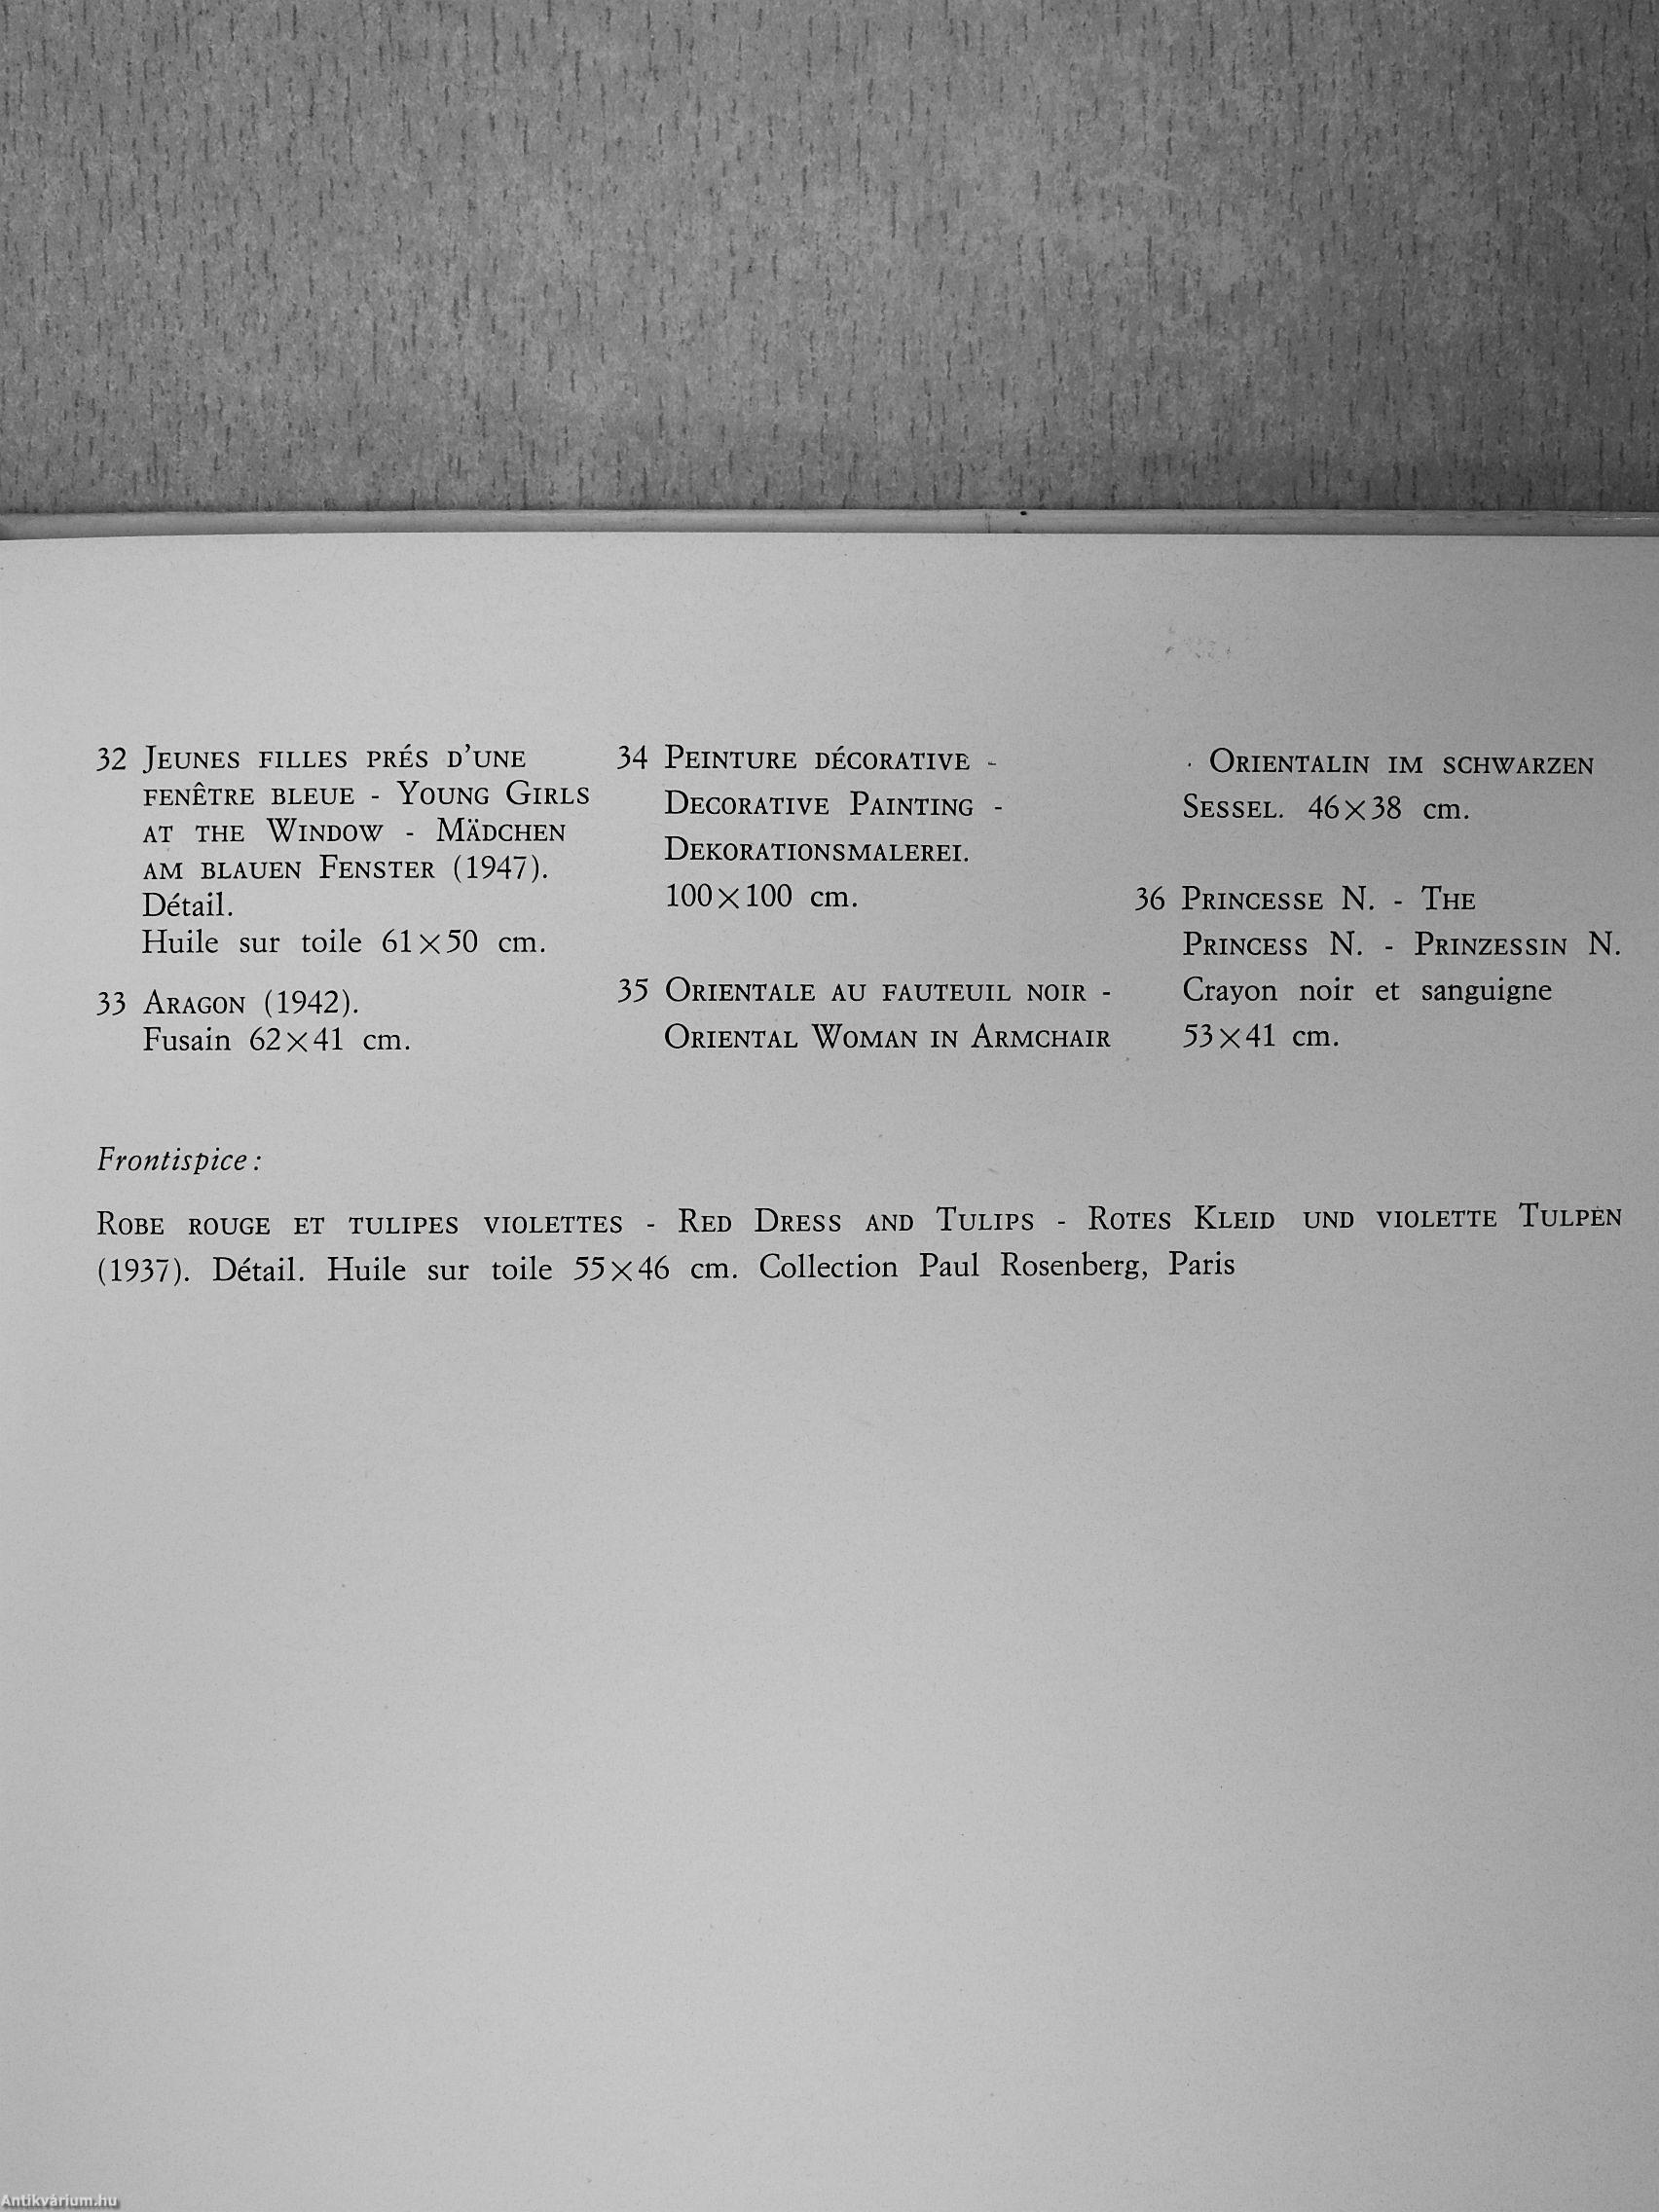 32 Jeunes filles prés d'une
fenêtre bleue - Young Girls
at the Window - Mädchen
am blauen Fenster (1947).
Détail.
Huile sur toile 61×50 cm.
33 Aragon (1942).
Fusain 62×41 cm.
34 Peinture décorative -
Decorative Painting -
Dekorationsmalerei.
100×100 cm.
35 Orientale au fauteuil noir -
Oriental Woman in Armchair
- Orientalin im schwarzen
Sessel. 46×38 cm.
36 Princesse N. - The
Princess N. - Prinzessin N.
Crayon noir et sanguigne
53×41 cm.
Frontispice:
Robe rouge et tulipes violettes - Red Dress and Tulips - Rotes Kleid und violette Tulpen
(1937). Détail. Huile sur toile 55×46 cm. Collection Paul Rosenberg, Paris
Antikvárium.hu